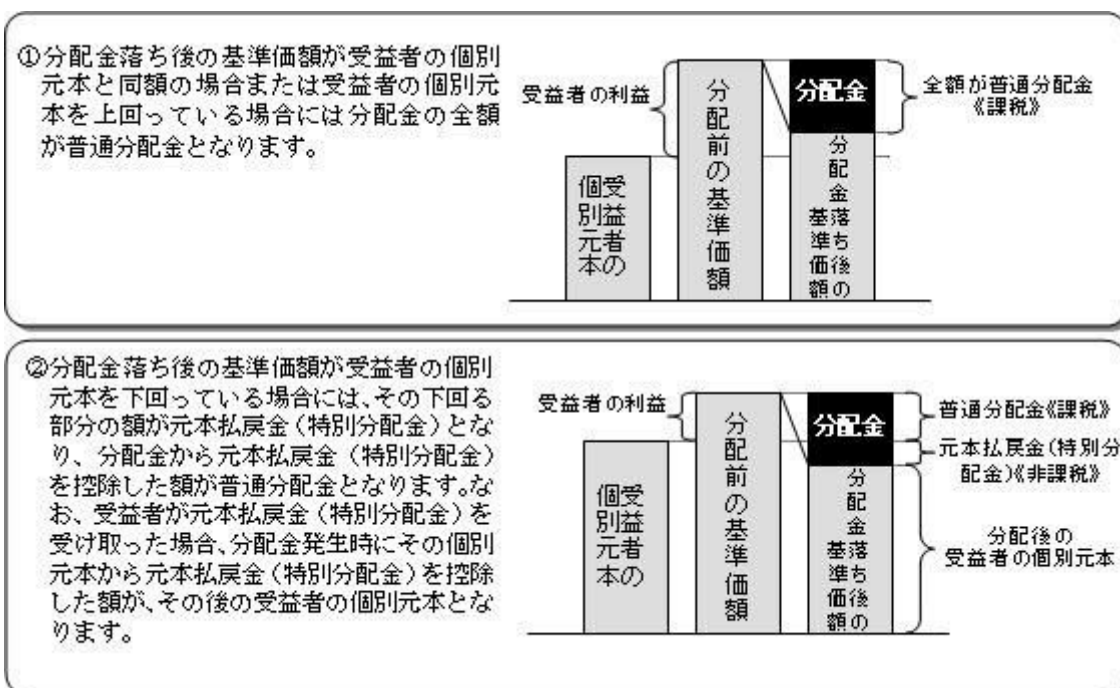 ①分配金落ち後の基準価額が受益者の個別
元本と同額の場合または受益者の個別元
本を上回っている場合には分配金の全額
が普通分配金となります。
受益者の利益
受益者の
個別元本
分配前の基準価額
分配金
分配金落ち後の
基準価額
全額が普通分配金
《課税》
②分配金落ち後の基準価額が受益者の個別
元本を下回っている場合には、その下回る
部分の額が元本払戻金(特別分配金)とな
り、分配金から元本払戻金(特別分配金)
を控除した額が普通分配金となります。な
お、受益者が元本払戻金(特別分配金)を
受け取った場合、分配金発生時にその個別
元本から元本払戻金(特別分配金)を控除
した額が、その後の受益者の個別元本とな
ります。
受益者の利益
受益者の
個別元本
分配前の基準価額
分配金
分配金落ち後の
基準価額
普通分配金《課税》
元本払戻金(特別分
配金)《非課税》
分配後の
受益者の個別元本